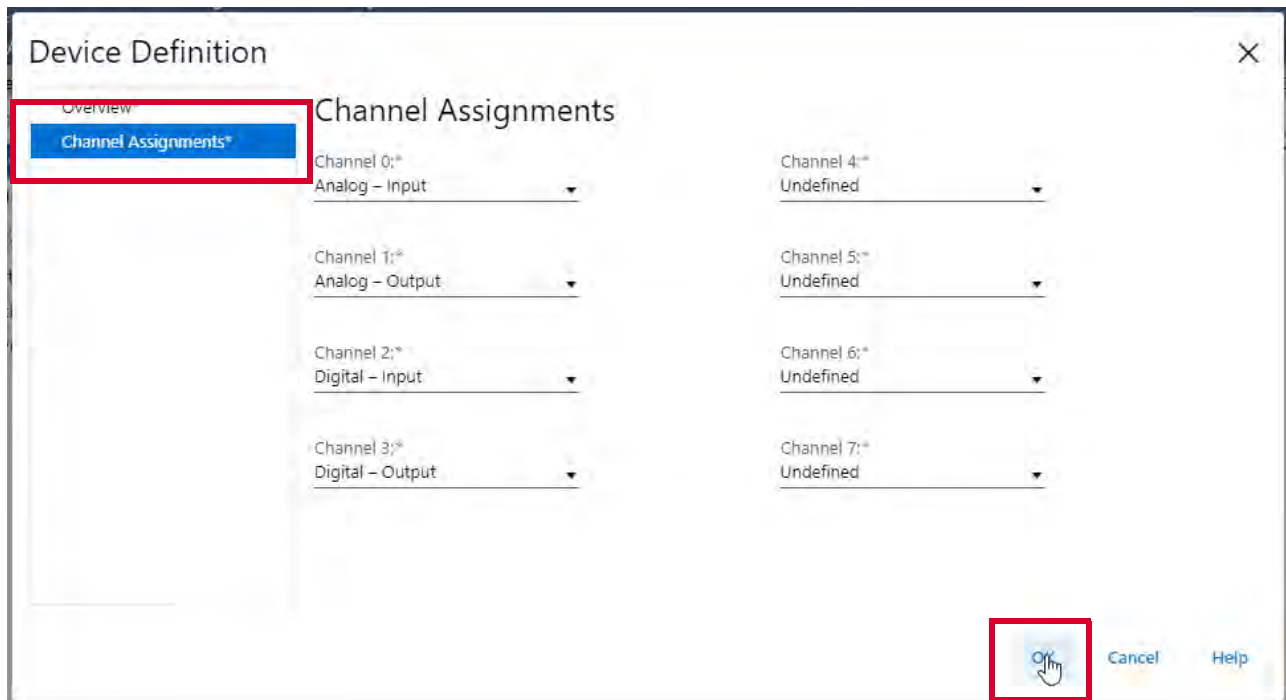 Device Definition
Overview*
Channel Assignments*
Channel Assignments
Channel 0:*
Analog – Input
Channel 1:*
Analog – Output
Channel 2:*
Digital – Input
Channel 3:*
Digital – Output
Channel 4:*
Undefined
Channel 5:*
Undefined
Channel 6:*
Undefined
Channel 7:*
Undefined
OK
Cancel
Help